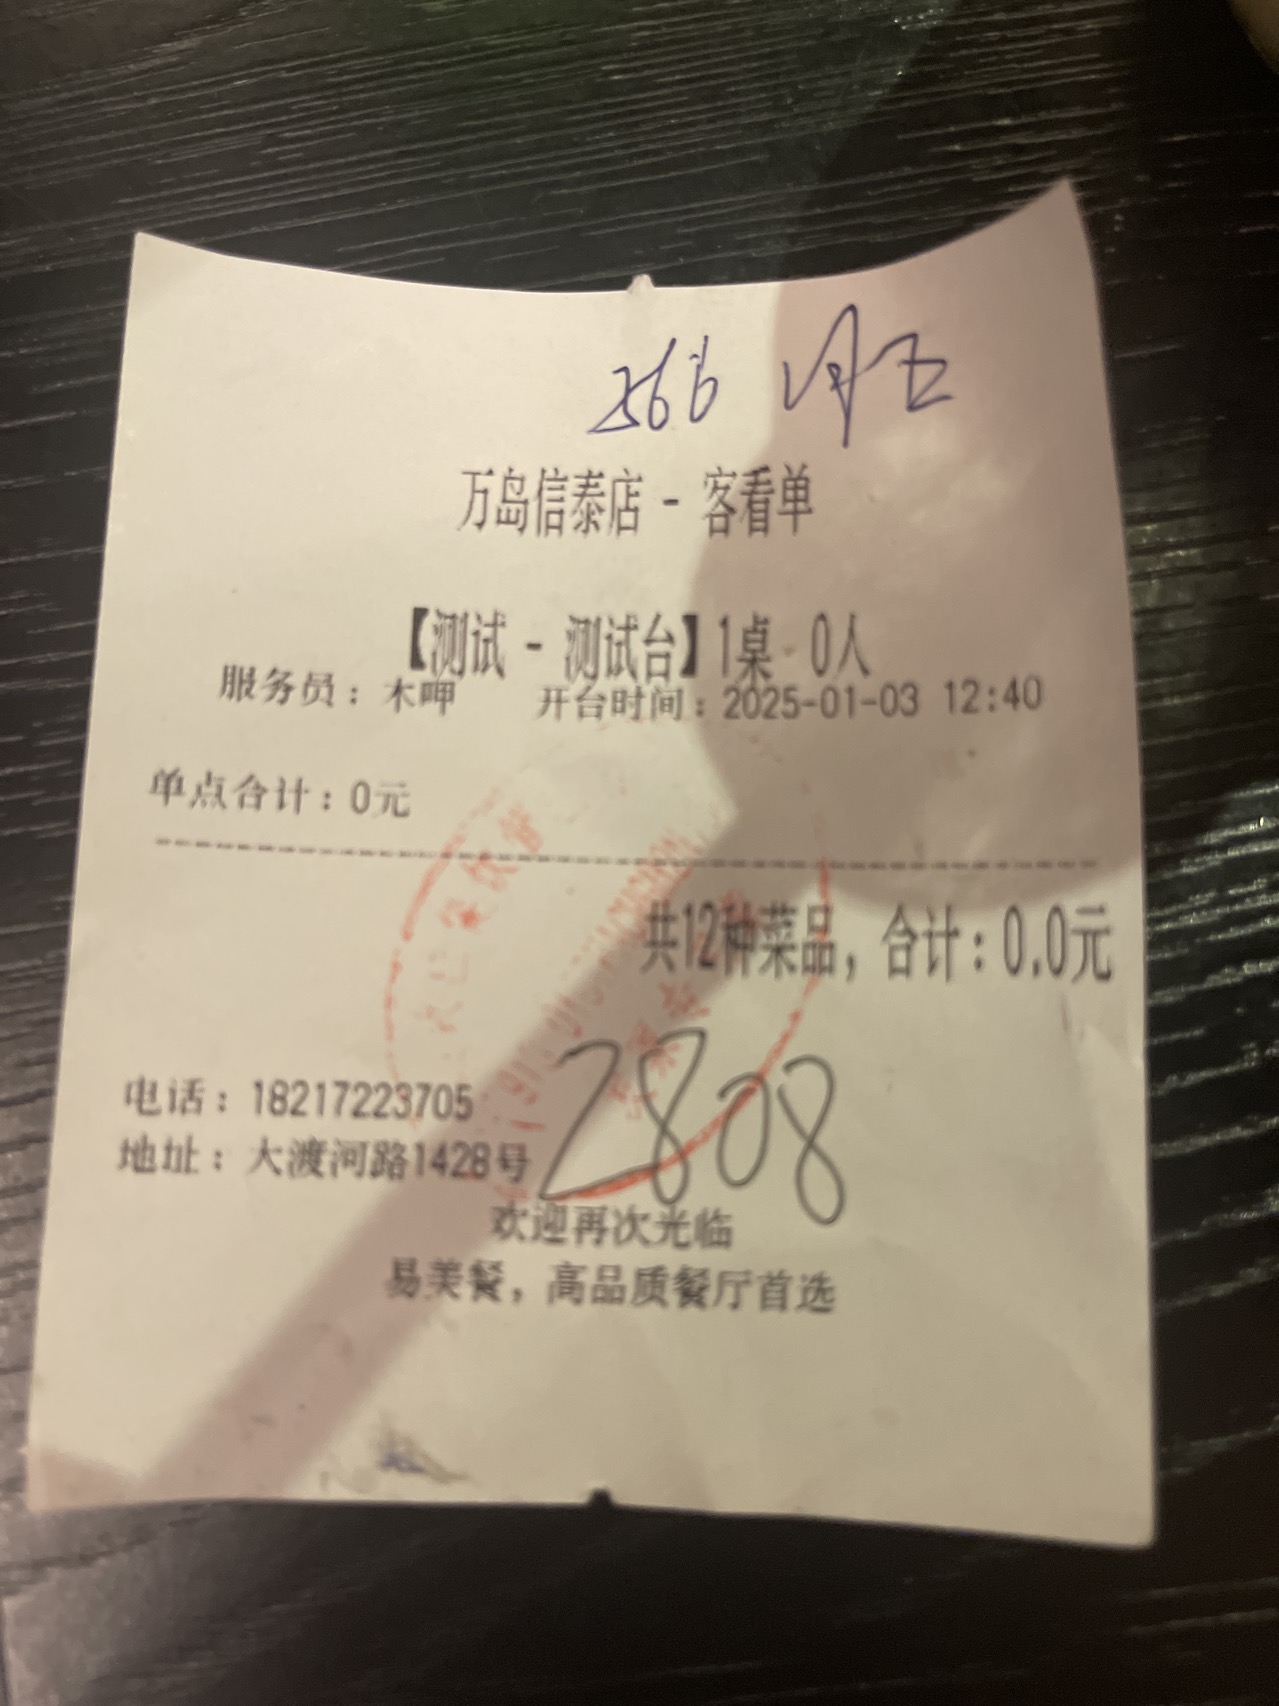 万岛信泰店 - 客看单
【测试 - 测试台】1桌 0人
服务员：木呷 开台时间：2025-01-03 12:40
单点合计：0元
共12种菜品，合计：0.0元
2808
电话：18217223705
地址：大渡河路1428号
欢迎再次光临
易美餐，高品质餐厅首选